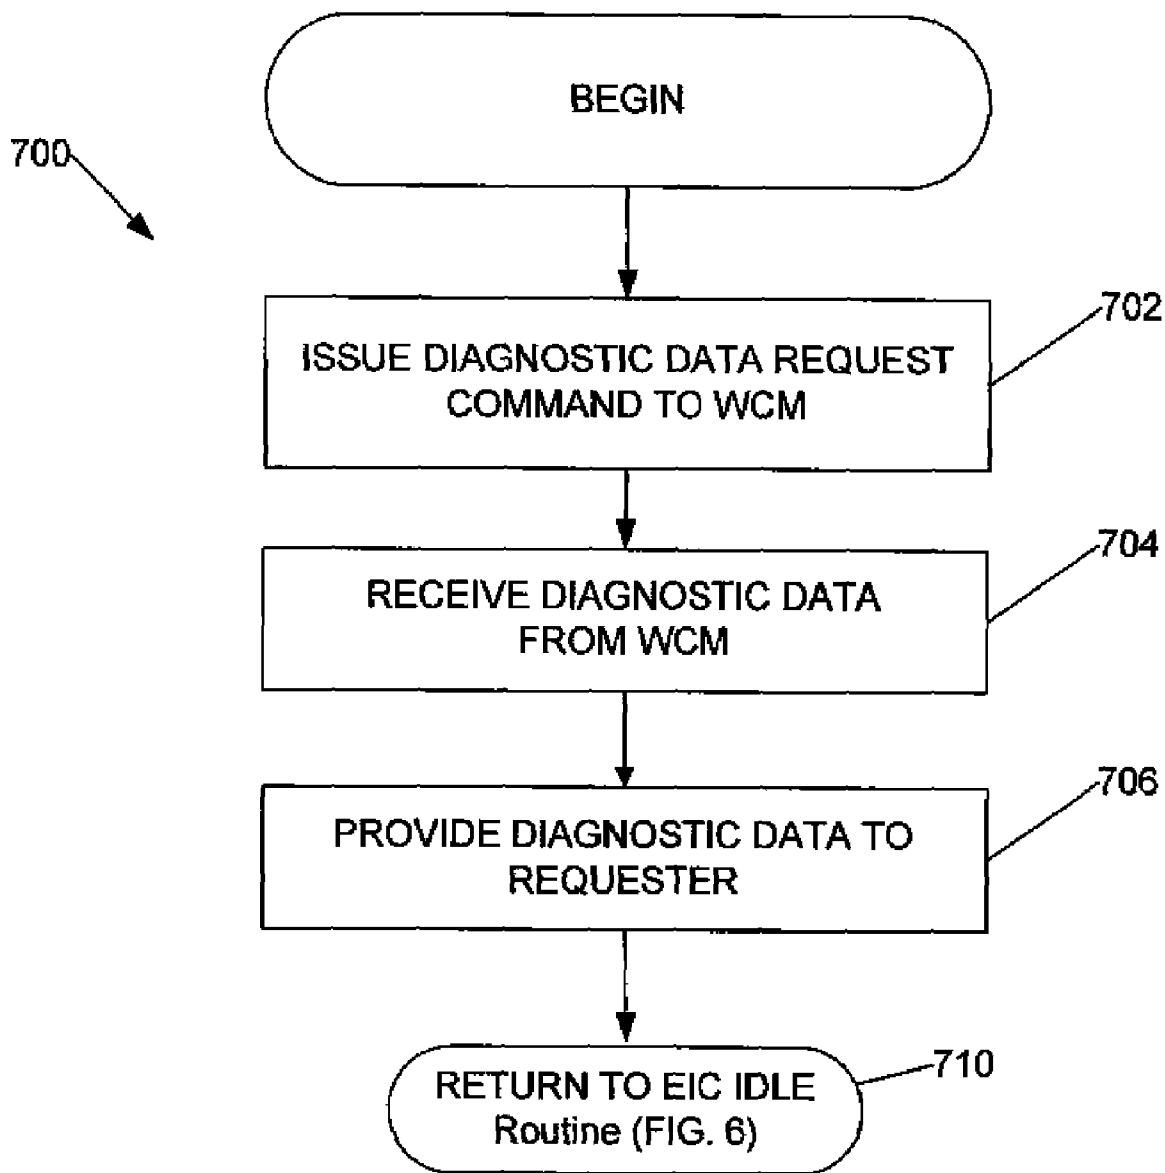 BEGIN
700
ISSUE DIAGNOSTIC DATA REQUEST
COMMAND TO WCM
702
RECEIVE DIAGNOSTIC DATA
FROM WCM
704
PROVIDE DIAGNOSTIC DATA TO
REQUESTER
706
RETURN TO EIC IDLE
Routine (FIG. 6)
710